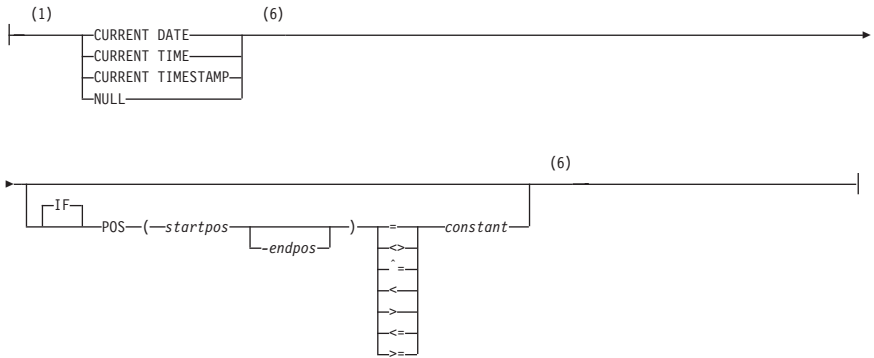 (1) (6)
CURRENT DATE
CURRENT TIME
CURRENT TIMESTAMP
NULL
(6)
IF
POS ( startpos ) = constant
-endpos
<>
^=
<
>
<=
>=